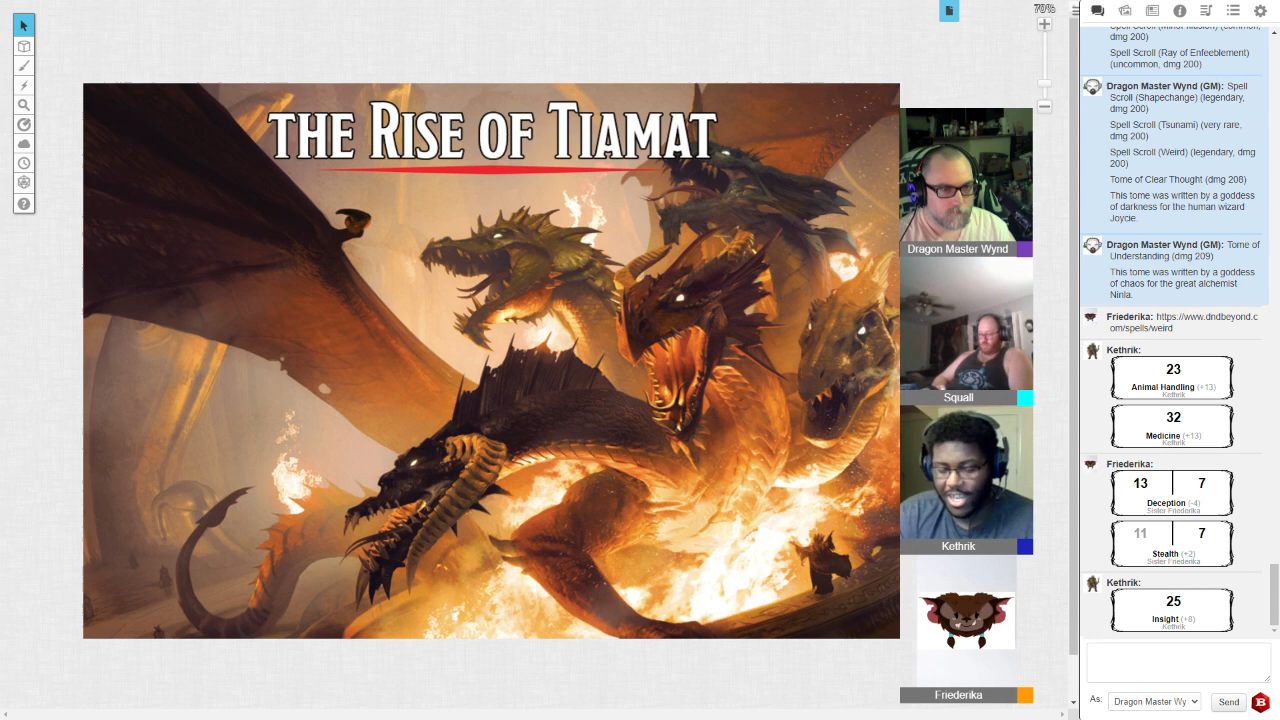 70%
THE RISE OF TIAMAT
Dragon Master Wynd
Squall
Kethrik
Friederika
dmg 200)
Spell Scroll (Ray of Enfeeblement)
(uncommon, dmg 200)
Dragon Master Wynd (GM): Spell
Scroll (Shapechange) (legendary,
dmg 200)
Spell Scroll (Tsunami) (very rare,
dmg 200)
Spell Scroll (Weird) (legendary, dmg
200)
Tome of Clear Thought (dmg 208)
This tome was written by a goddess
of darkness for the human wizard
Joycie.
Dragon Master Wynd (GM): Tome of
Understanding (dmg 209)
This tome was written by a goddess
of chaos for the great alchemist
Ninla.
Friederika: https://www.dndbeyond.c
om/spells/weird
Kethrik:
23
Animal Handling (+13)
Kethrik
32
Medicine (+13)
Kethrik
Friederika:
13 7
Deception (-4)
Sister Friederika
11 7
Stealth (+2)
Sister Friederika
Kethrik:
25
Insight (+8)
Kethrik
As:
Dragon Master Wy
Send